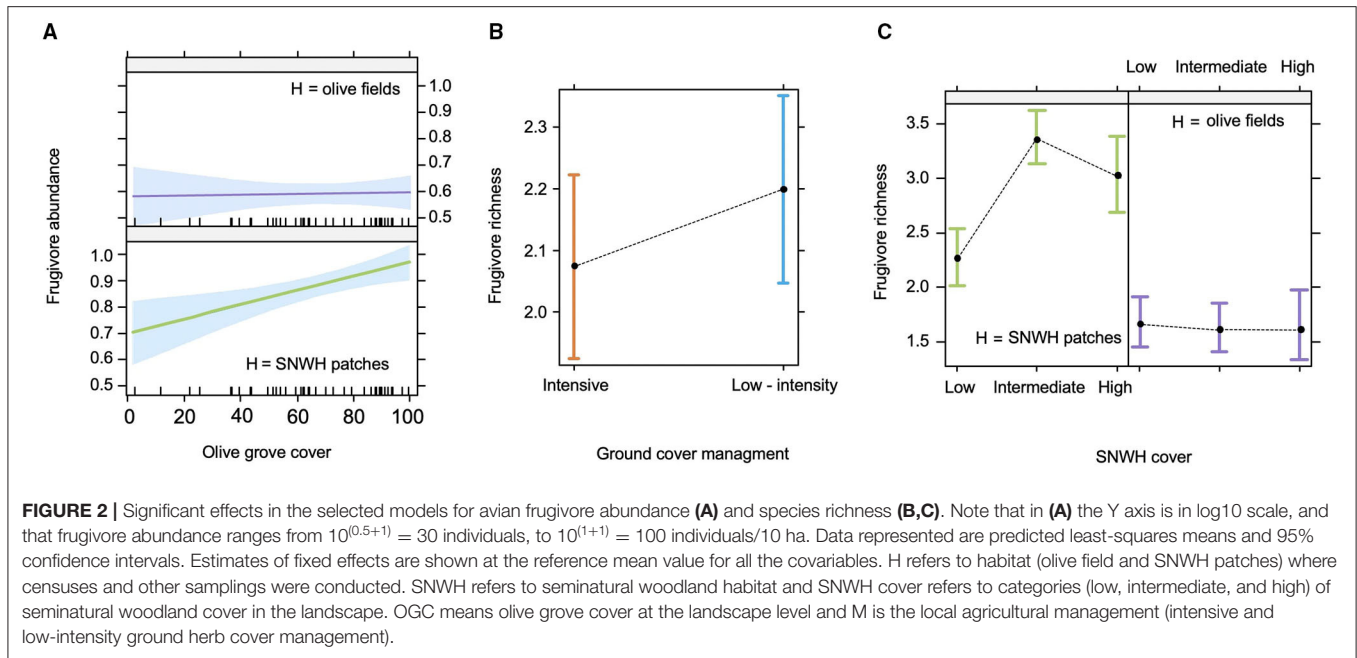 A
H = olive fields
1.0
0.9
0.8
0.7
0.6
0.5
Frugivore abundance
1.0
0.9
0.8
0.7
0.6
0.5
H = SNWH patches
0 20 40 60 80 100
Olive grove cover
B
Frugivore richness
2.3
2.2
2.1
2.0
Intensive Low - intensity
Ground cover managment
C
Low Intermediate High
Frugivore richness
3.5
3.0
2.5
2.0
1.5
H = olive fields
H = SNWH patches
Low Intermediate High
SNWH cover
FIGURE 2 | Significant effects in the selected models for avian frugivore abundance (A) and species richness (B,C). Note that in (A) the Y axis is in log10 scale, and
that frugivore abundance ranges from 10^(0.5+1) = 30 individuals, to 10^(1+1) = 100 individuals/10 ha. Data represented are predicted least-squares means and 95%
confidence intervals. Estimates of fixed effects are shown at the reference mean value for all the covariables. H refers to habitat (olive field and SNWH patches) where
censuses and other samplings were conducted. SNWH refers to seminatural woodland habitat and SNWH cover refers to categories (low, intermediate, and high) of
seminatural woodland cover in the landscape. OGC means olive grove cover at the landscape level and M is the local agricultural management (intensive and
low-intensity ground herb cover management).